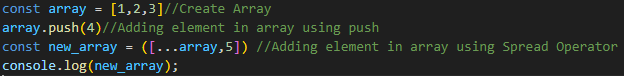 const array = [1,2,3]//Create Array
array.push(4)//Adding element in array using push
const new_array = ([...array,5]) //Adding element in array using Spread Operator
console.log(new_array);